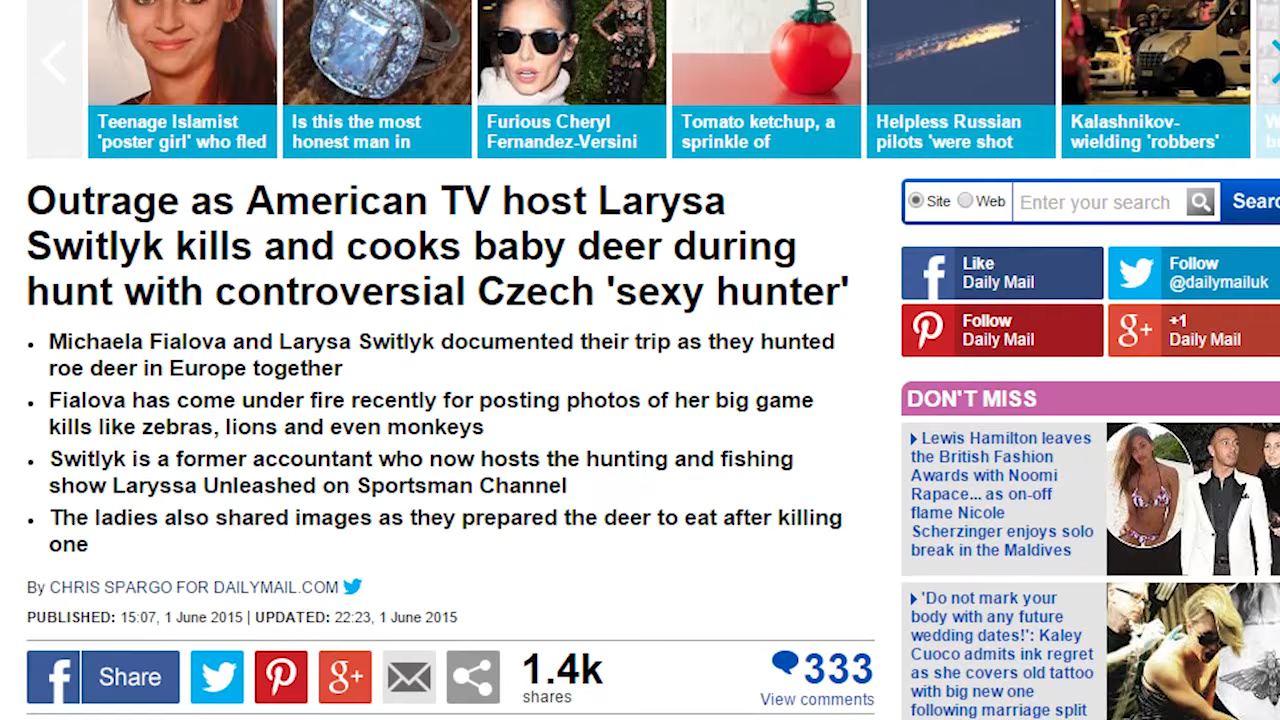 Teenage Islamist
'poster girl' who fled
Is this the most
honest man in
Furious Cheryl
Fernandez-Versini
Tomato ketchup, a
sprinkle of
Helpless Russian
pilots 'were shot
Kalashnikov-
wielding 'robbers'
Outrage as American TV host Larysa
Switlyk kills and cooks baby deer during
hunt with controversial Czech 'sexy hunter'
• Michaela Fialova and Larysa Switlyk documented their trip as they hunted
roe deer in Europe together
• Fialova has come under fire recently for posting photos of her big game
kills like zebras, lions and even monkeys
• Switlyk is a former accountant who now hosts the hunting and fishing
show Laryssa Unleashed on Sportsman Channel
• The ladies also shared images as they prepared the deer to eat after killing
one
By CHRIS SPARGO FOR DAILYMAIL.COM
PUBLISHED: 15:07, 1 June 2015 | UPDATED: 22:23, 1 June 2015
Share
1.4k
shares
333
View comments
Site Web Enter your search
Like
Daily Mail
Follow
@dailymailuk
Follow
Daily Mail
+1
Daily Mail
DON'T MISS
Lewis Hamilton leaves
the British Fashion
Awards with Noomi
Rapace... as on-off
flame Nicole
Scherzinger enjoys solo
break in the Maldives
'Do not mark your
body with any future
wedding dates!': Kaley
Cuoco admits ink regret
as she covers old tattoo
with big new one
following marriage split